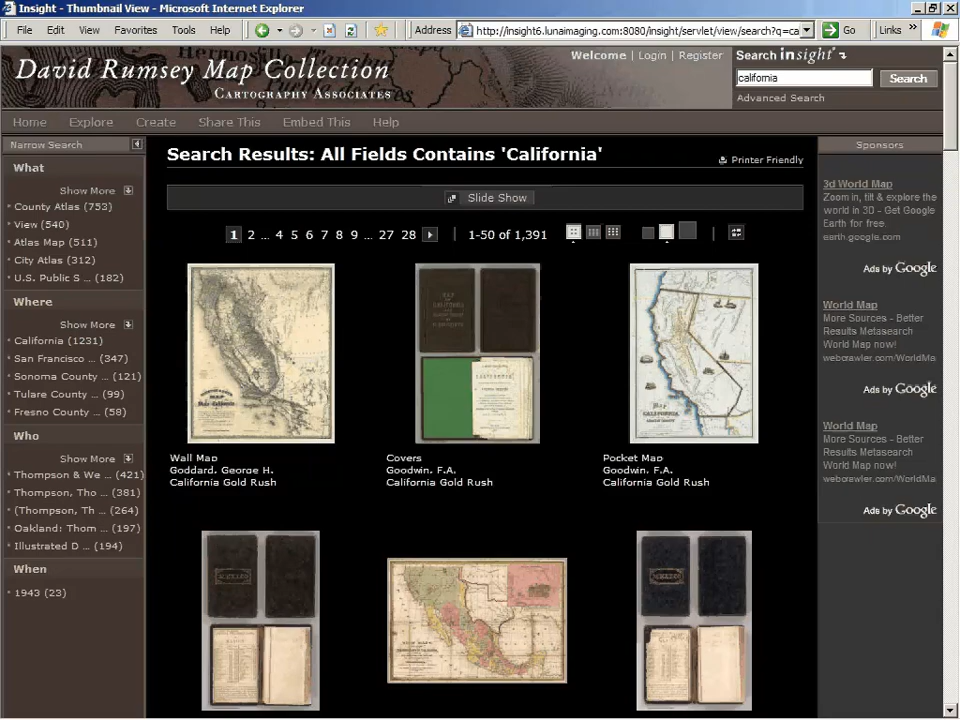 Insight - Thumbnail View - Microsoft Internet Explorer
File Edit View Favorites Tools Help
Address http://insight6.lunaimaging.com:8080/insight/servlet/view/search?q=ca Go Links »
David Rumsey Map Collection
Cartography Associates
Welcome | Login | Register
Search insight
california Search
Advanced Search
Home Explore Create Share This Embed This Help
Narrow Search
What
Show More
County Atlas (753)
View (540)
Atlas Map (511)
City Atlas (312)
U.S. Public S ... (182)
Where
Show More
California (1231)
San Francisco ... (347)
Sonoma County ... (121)
Tulare County ... (99)
Fresno County ... (58)
Who
Show More
Thompson & We ... (421)
Thompson, Tho ... (381)
(Thompson, Th ... (264)
Oakland: Thom ... (197)
Illustrated D ... (194)
When
1943 (23)
Search Results: All Fields Contains 'California'
Printer Friendly
Slide Show
1 2 ... 4 5 6 7 8 9 ... 27 28 | 1-50 of 1,391
Wall Map
Goddard, George H.
California Gold Rush
Covers
Goodwin, F.A.
California Gold Rush
Pocket Map
Goodwin, F.A.
California Gold Rush
MEXICO
MEXICO
Sponsors
3d World Map
Zoom in, tilt & explore the
world in 3D - Get Google
Earth for free
earth.google.com
Ads by Google
World Map
More Sources - Better
Results Metasearch
World Map now!
webcrawler.com/WorldMa
Ads by Google
World Map
More Sources - Better
Results Metasearch
World Map now!
webcrawler.com/WorldMa
Ads by Google